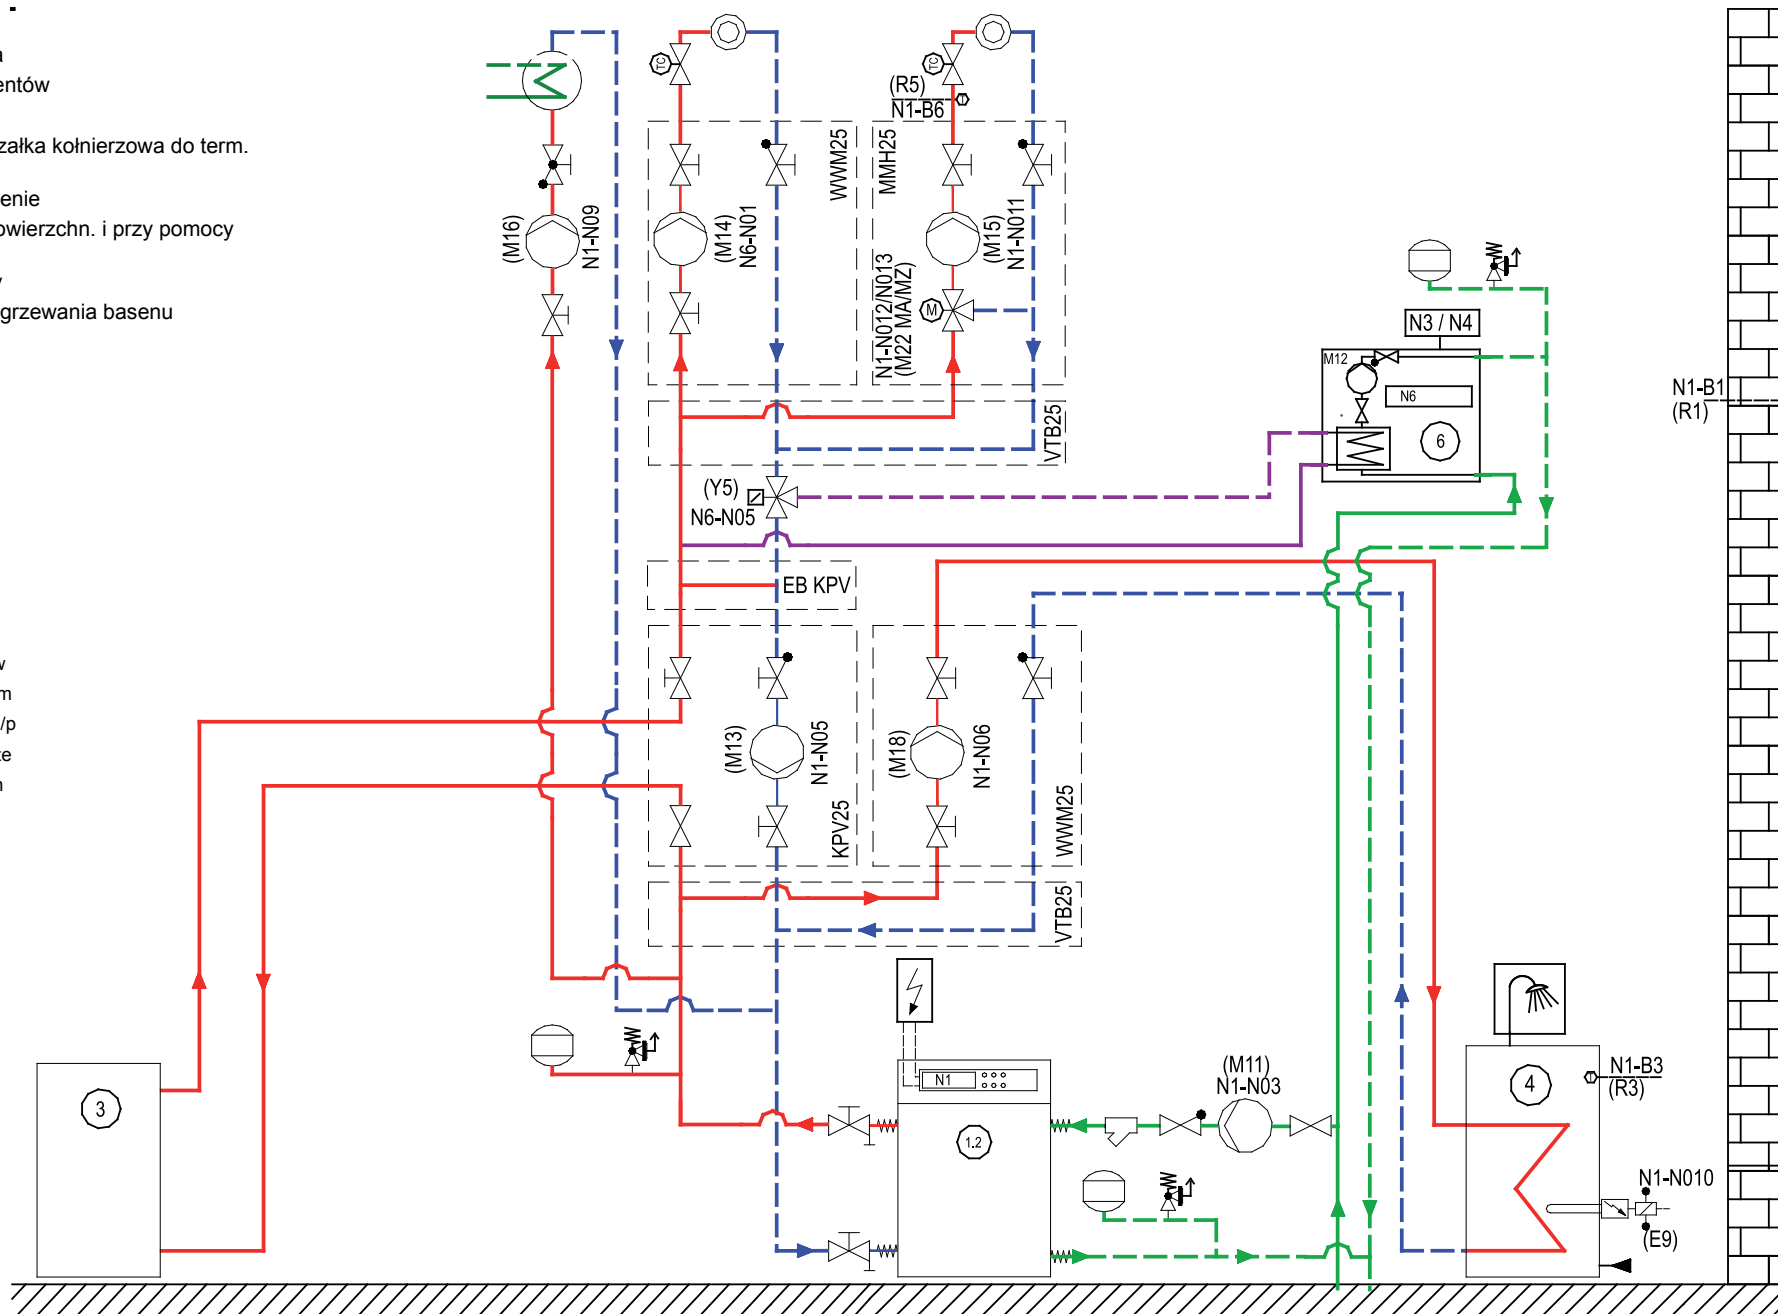 entów
załka kołnierzowa do term.
enie
owierzchn. i przy pomocy
grzewania basenu
w
m
/p
te
(M16)
N1-N09
TC
(M14)
N6-N01
WWM25
TC
(R5)
N1-B6
MMH25
(M15)
N1-N011
N1-N012/N013
(M22 MA/MZ)
M
VTB25
(Y5)
N6-N05
EB KPV
(M13)
N1-N05
KPV25
(M18)
N1-N06
WWM25
VTB25
N3 / N4
M12
N6
6
N1-B1
(R1)
3
N1
1.2
(M11)
N1-N03
4
N1-B3
(R3)
N1-N010
(E9)